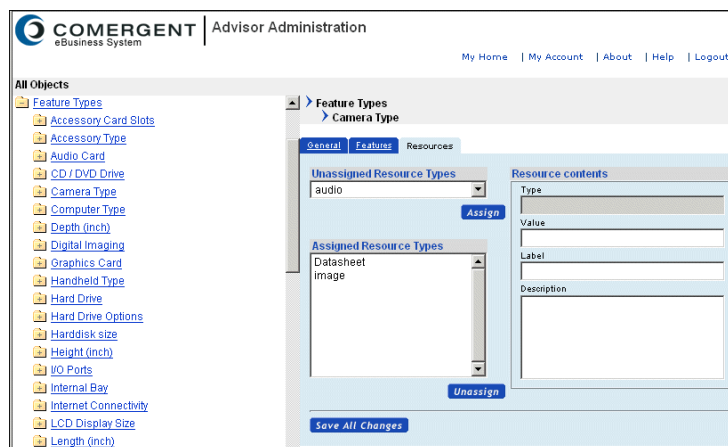 COMERGENT
eBusiness System
Advisor Administration
My Home | My Account | About | Help | Logout
All Objects
Feature Types
Accessory Card Slots
Accessory Type
Audio Card
CD / DVD Drive
Camera Type
Computer Type
Depth (inch)
Digital Imaging
Graphics Card
Handheld Type
Hard Drive
Hard Drive Options
Harddisk size
Height (inch)
I/O Ports
Internal Bay
Internet Connectivity
LCD Display Size
Length (inch)
Feature Types
Camera Type
General Features Resources
Unassigned Resource Types
audio
Assign
Assigned Resource Types
Datasheet
image
Unassign
Resource contents
Type
Value
Label
Description
Save All Changes